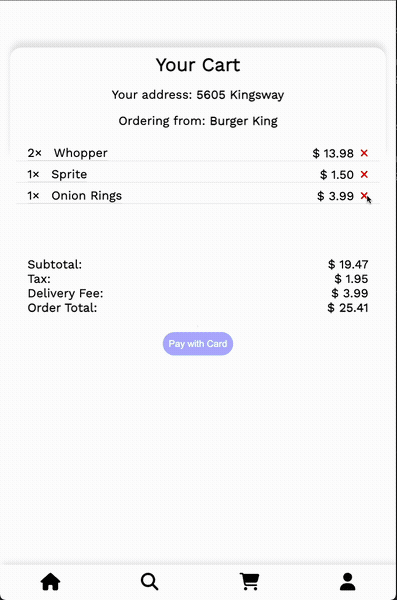 Your Cart
Your address: 5605 Kingsway
Ordering from: Burger King
2× Whopper $ 13.98 ×
1× Sprite $ 1.50 ×
1× Onion Rings $ 3.99 ×
Subtotal: $ 19.47
Tax: $ 1.95
Delivery Fee: $ 3.99
Order Total: $ 25.41
Pay with Card